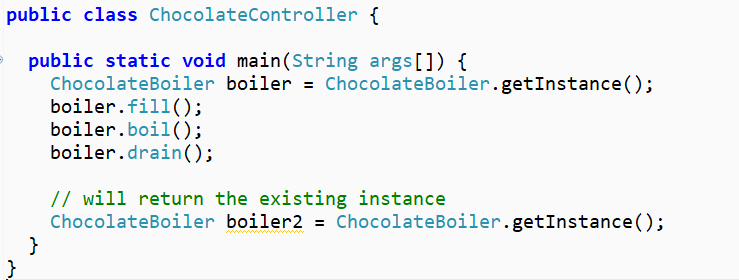 public class ChocolateController {
public static void main(String args[]) {
ChocolateBoiler boiler = ChocolateBoiler.getInstance();
boiler.fill();
boiler.boil();
boiler.drain();
// will return the existing instance
ChocolateBoiler boiler2 = ChocolateBoiler.getInstance();
}
}